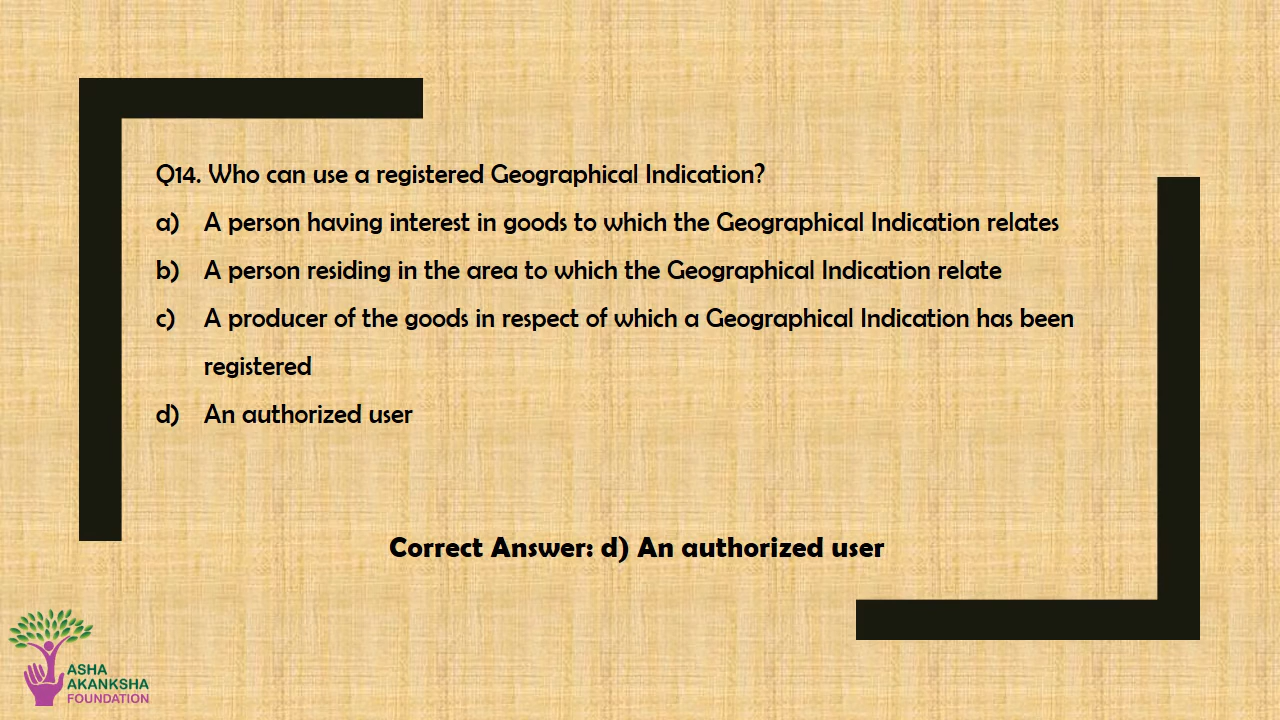 Q14. Who can use a registered Geographical Indication?
a) A person having interest in goods to which the Geographical Indication relates
b) A person residing in the area to which the Geographical Indication relate
c) A producer of the goods in respect of which a Geographical Indication has been
registered
d) An authorized user
Correct Answer: d) An authorized user
ASHA
AKANKSHA
FOUNDATION